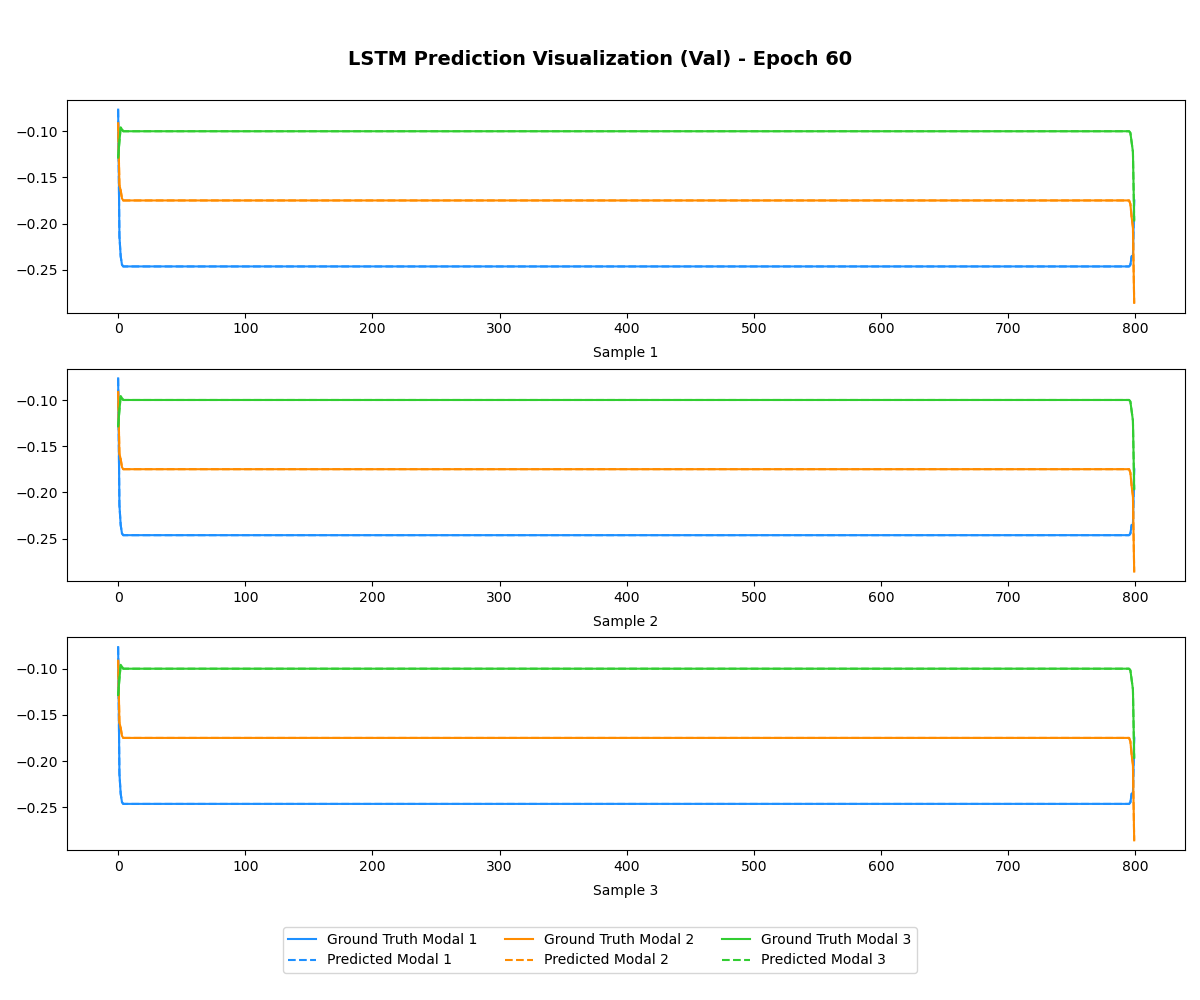 LSTM Prediction Visualization (Val) - Epoch 60
−0.10
−0.15
−0.20
−0.25
0 100 200 300 400 500 600 700 800
Sample 1
−0.10
−0.15
−0.20
−0.25
0 100 200 300 400 500 600 700 800
Sample 2
−0.10
−0.15
−0.20
−0.25
0 100 200 300 400 500 600 700 800
Sample 3
Ground Truth Modal 1 Ground Truth Modal 2 Ground Truth Modal 3
Predicted Modal 1 Predicted Modal 2 Predicted Modal 3